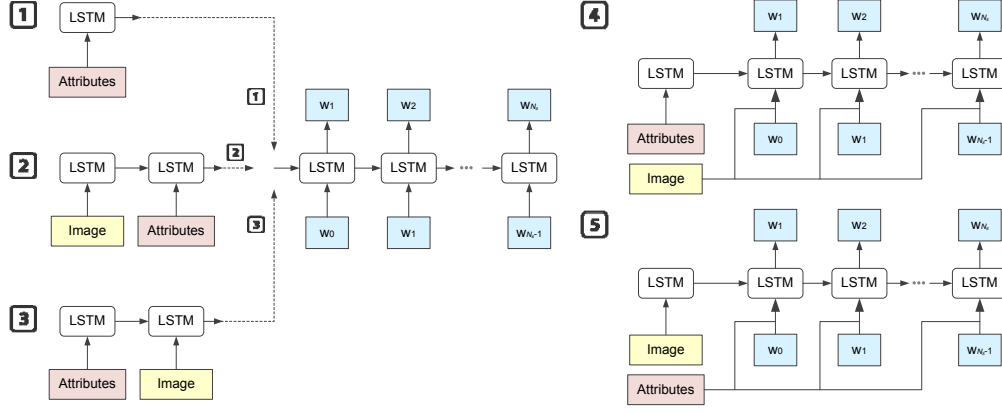 1
LSTM
Attributes
1
2
LSTM
LSTM
2
Image
Attributes
3
3
LSTM
LSTM
Attributes
Image
w1
w2
wNs
LSTM
LSTM
...
LSTM
w0
w1
wNs-1
4
w1
w2
wNs
LSTM
LSTM
LSTM
...
LSTM
Attributes
w0
w1
wNs-1
Image
5
w1
w2
wNs
LSTM
LSTM
LSTM
...
LSTM
Image
w0
w1
wNs-1
Attributes